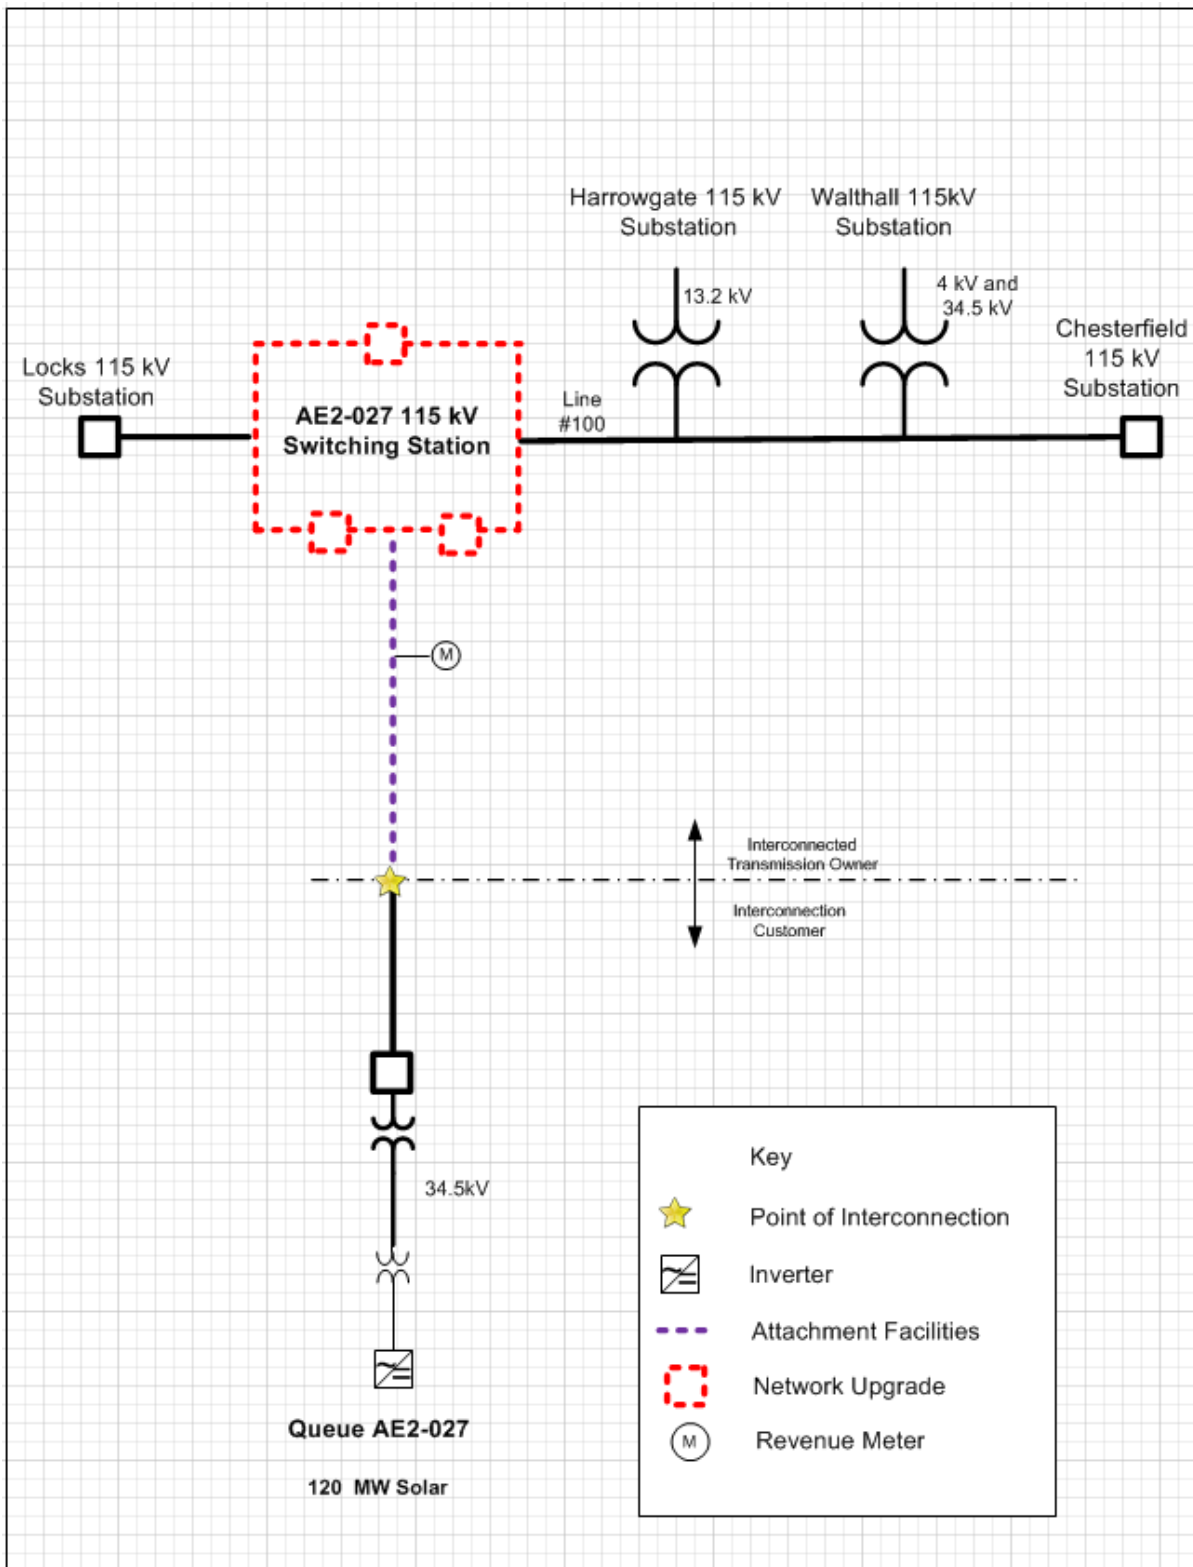 Harrowgate 115 kV
Substation
Walthall 115kV
Substation
13.2 kV
4 kV and
34.5 kV
Chesterfield
115 kV
Substation
Locks 115 kV
Substation
AE2-027 115 kV
Switching Station
Line
#100
M
Interconnected
Transmission Owner
Interconnection
Customer
34.5kV
Queue AE2-027
120 MW Solar
Key
Point of Interconnection
Inverter
Attachment Facilities
Network Upgrade
M
Revenue Meter